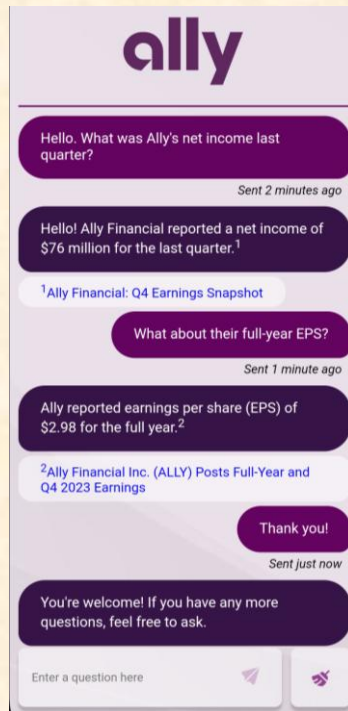 ally
Hello. What was Ally's net income last
quarter?
Sent 2 minutes ago
Hello! Ally Financial reported a net income of
$76 million for the last quarter.1
1Ally Financial: Q4 Earnings Snapshot
What about their full-year EPS?
Sent 1 minute ago
Ally reported earnings per share (EPS) of
$2.98 for the full year.2
2Ally Financial Inc. (ALLY) Posts Full-Year and
Q4 2023 Earnings
Thank you!
Sent just now
You're welcome! If you have any more
questions, feel free to ask.
Enter a question here